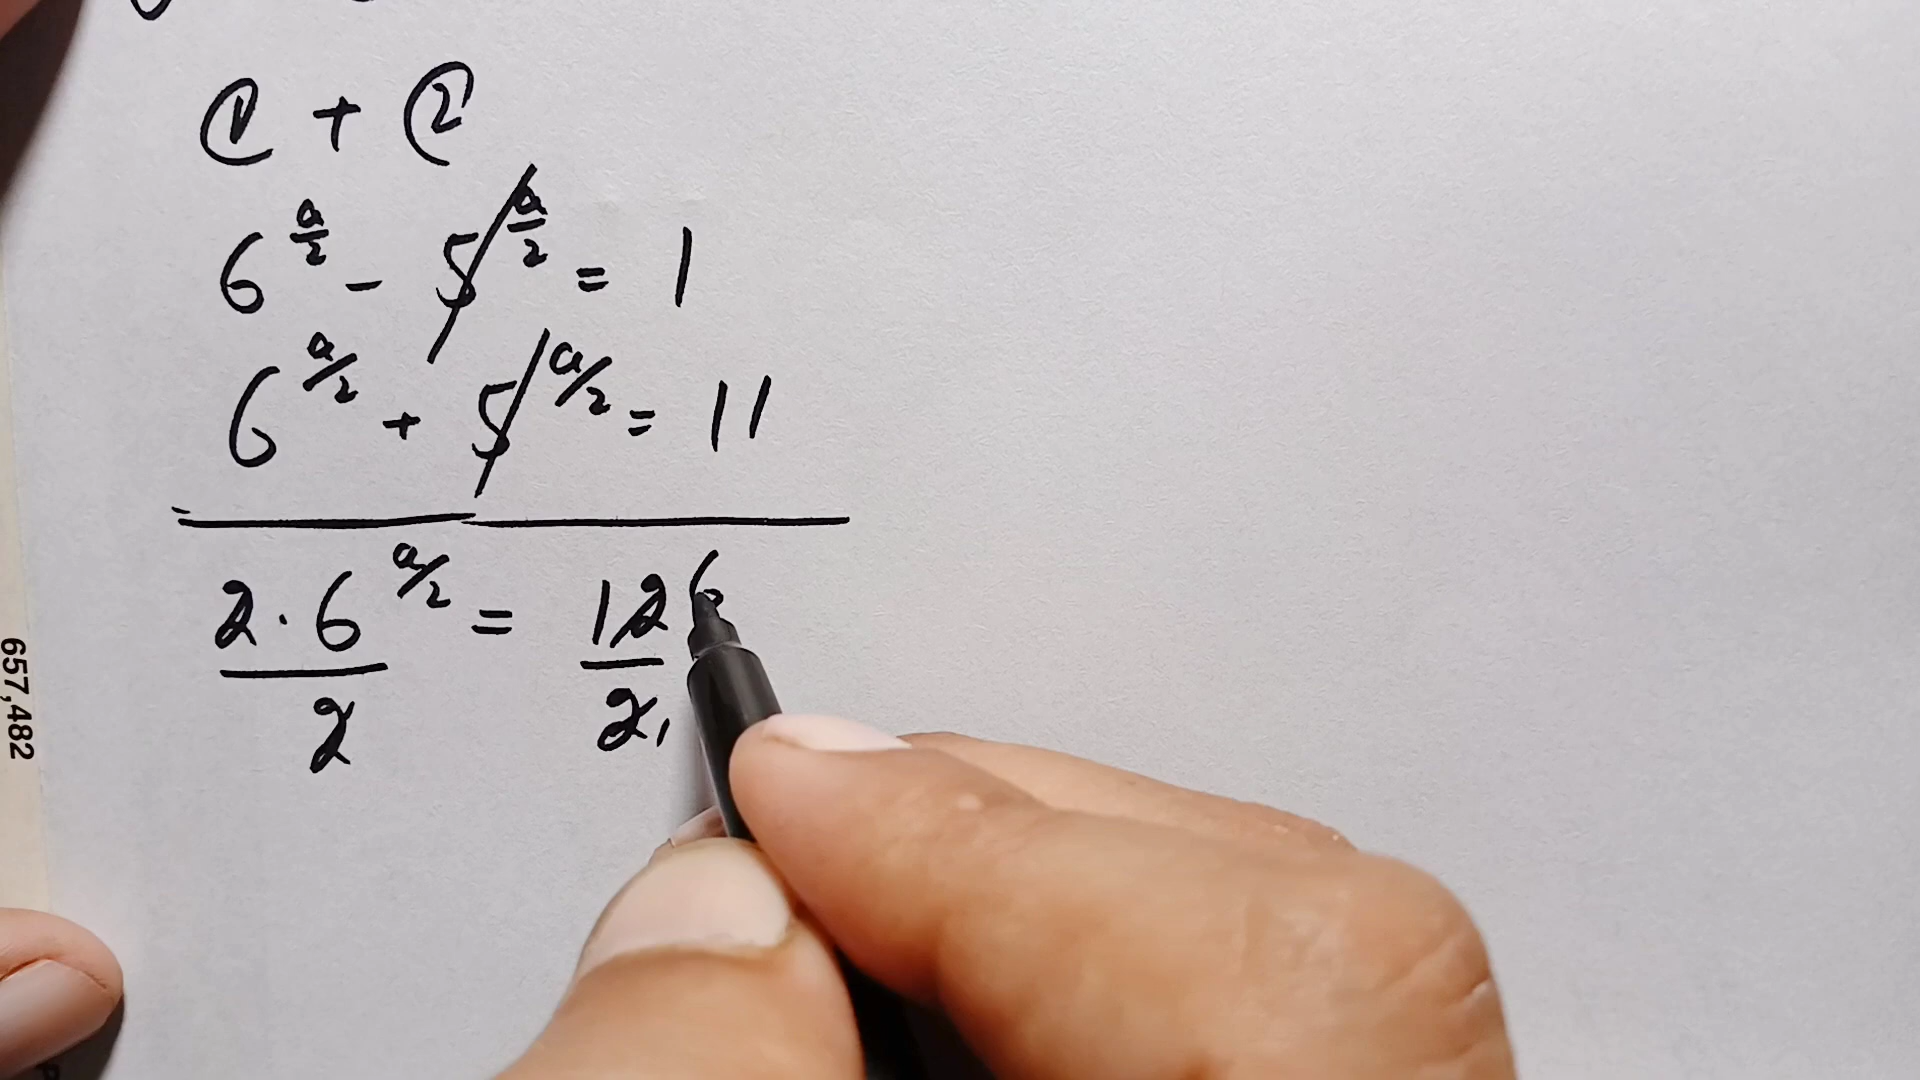 ① + ②
6^{a/2} - 5^{a/2} = 1
6^{a/2} + 5^{a/2} = 11
2·6^{a/2} / 2 = 12 / 2, 6
657,482